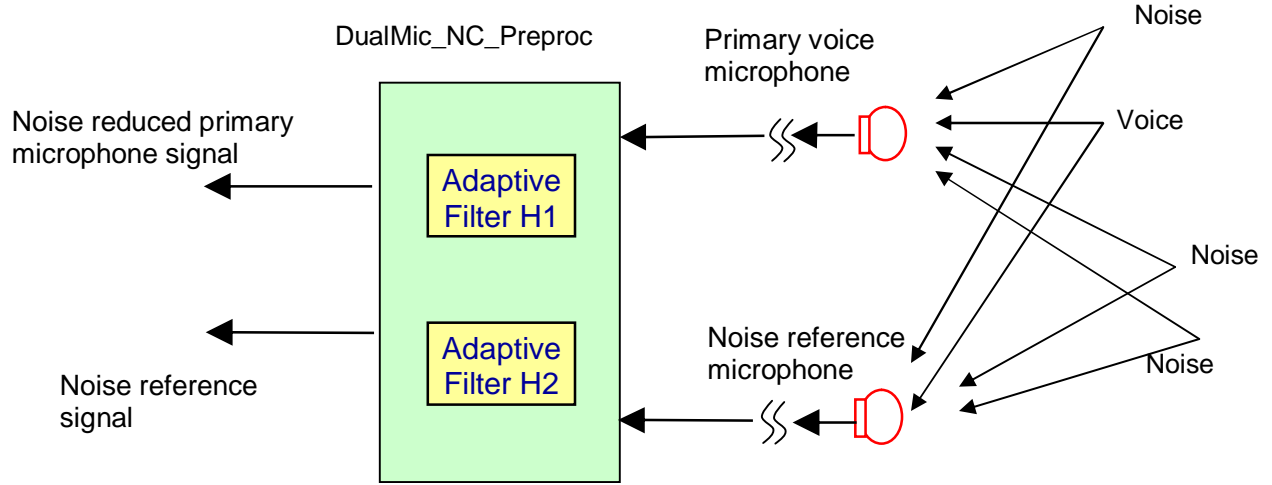 DualMic_NC_Preproc
Primary voice
microphone
Noise
Noise reduced primary
microphone signal
Voice
Adaptive
Filter H1
Noise
Noise reference
microphone
Noise
Adaptive
Filter H2
Noise reference
signal